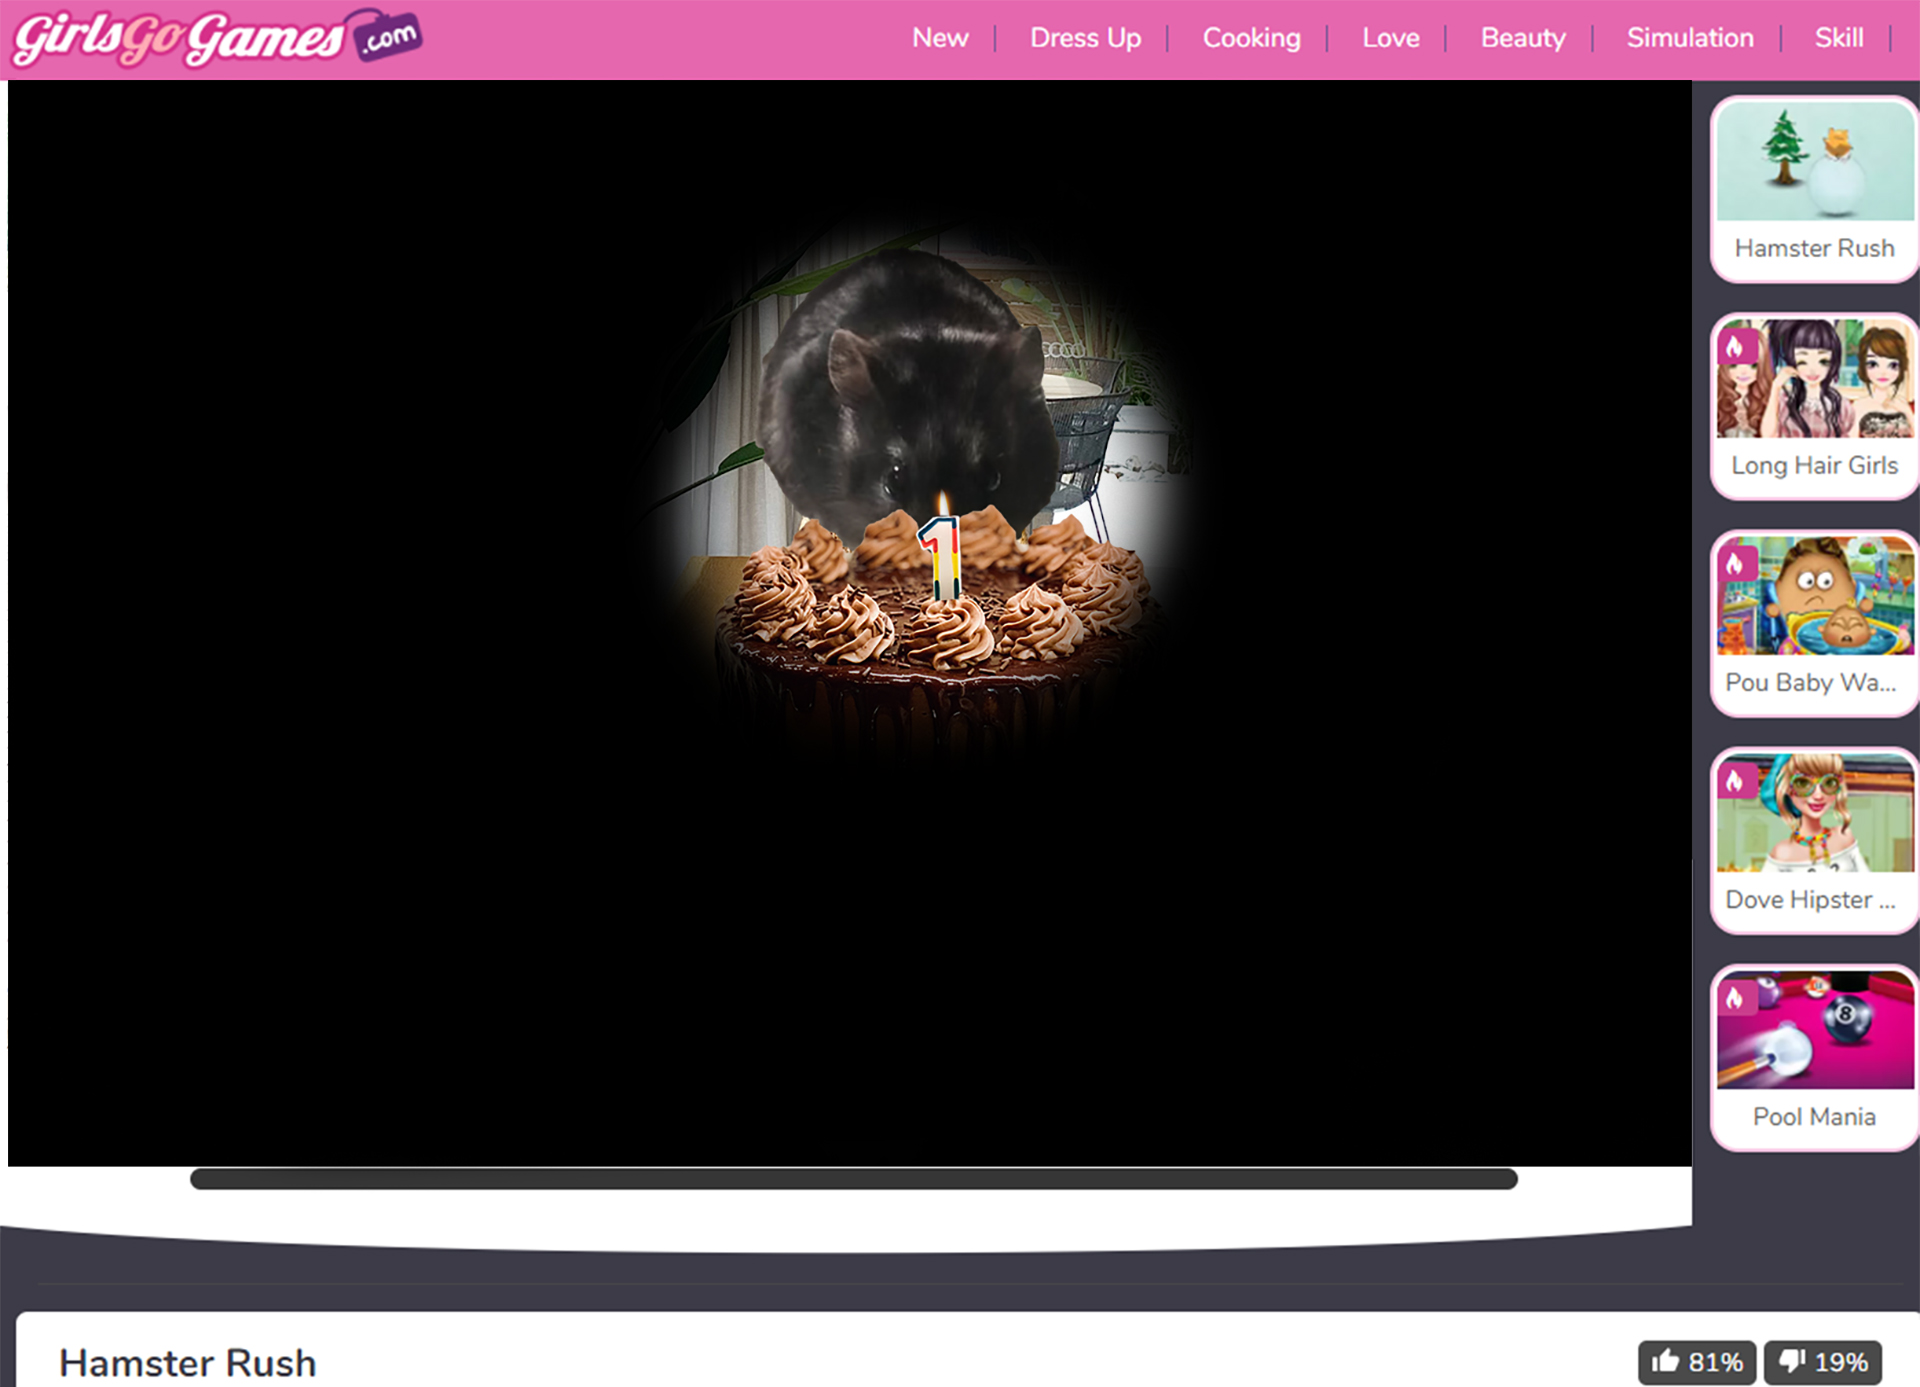 GirlsGoGames.com
New
Dress Up
Cooking
Love
Beauty
Simulation
Skill
Hamster Rush
Long Hair Girls
Pou Baby Wa...
Dove Hipster ...
8
Pool Mania
1
Hamster Rush
81%
19%